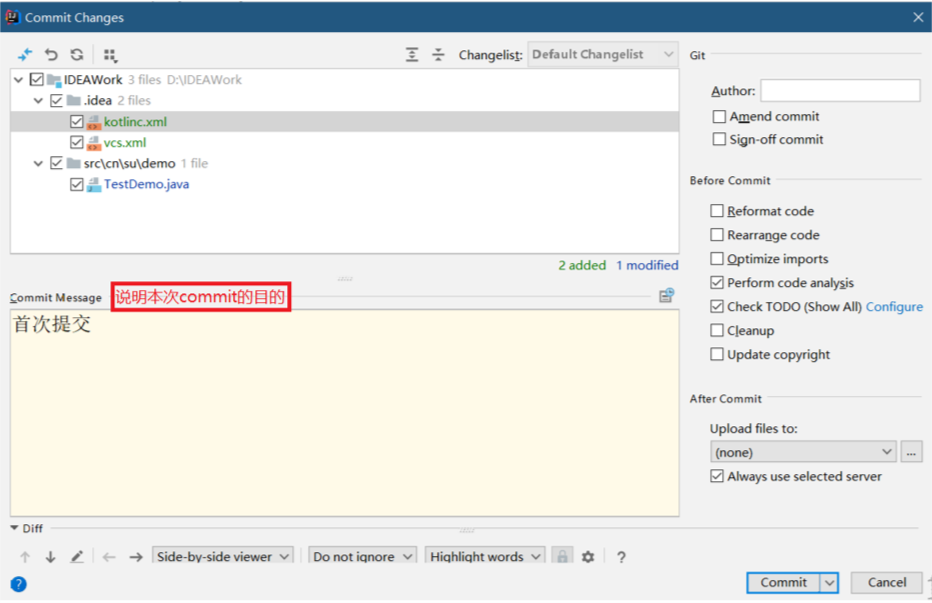 Commit Changes
Changelist: Default Changelist
IDEAWork 3 files D:\IDEAWork
.idea 2 files
kotlinc.xml
vcs.xml
src\cn\su\demo 1 file
TestDemo.java
2 added 1 modified
Commit Message 说明本次commit的目的
首次提交
Git
Author:
Amend commit
Sign-off commit
Before Commit
Reformat code
Rearrange code
Optimize imports
Perform code analysis
Check TODO (Show All) Configure
Cleanup
Update copyright
After Commit
Upload files to:
(none) ...
Always use selected server
Diff
Side-by-side viewer Do not ignore Highlight words ?
? Commit Cancel